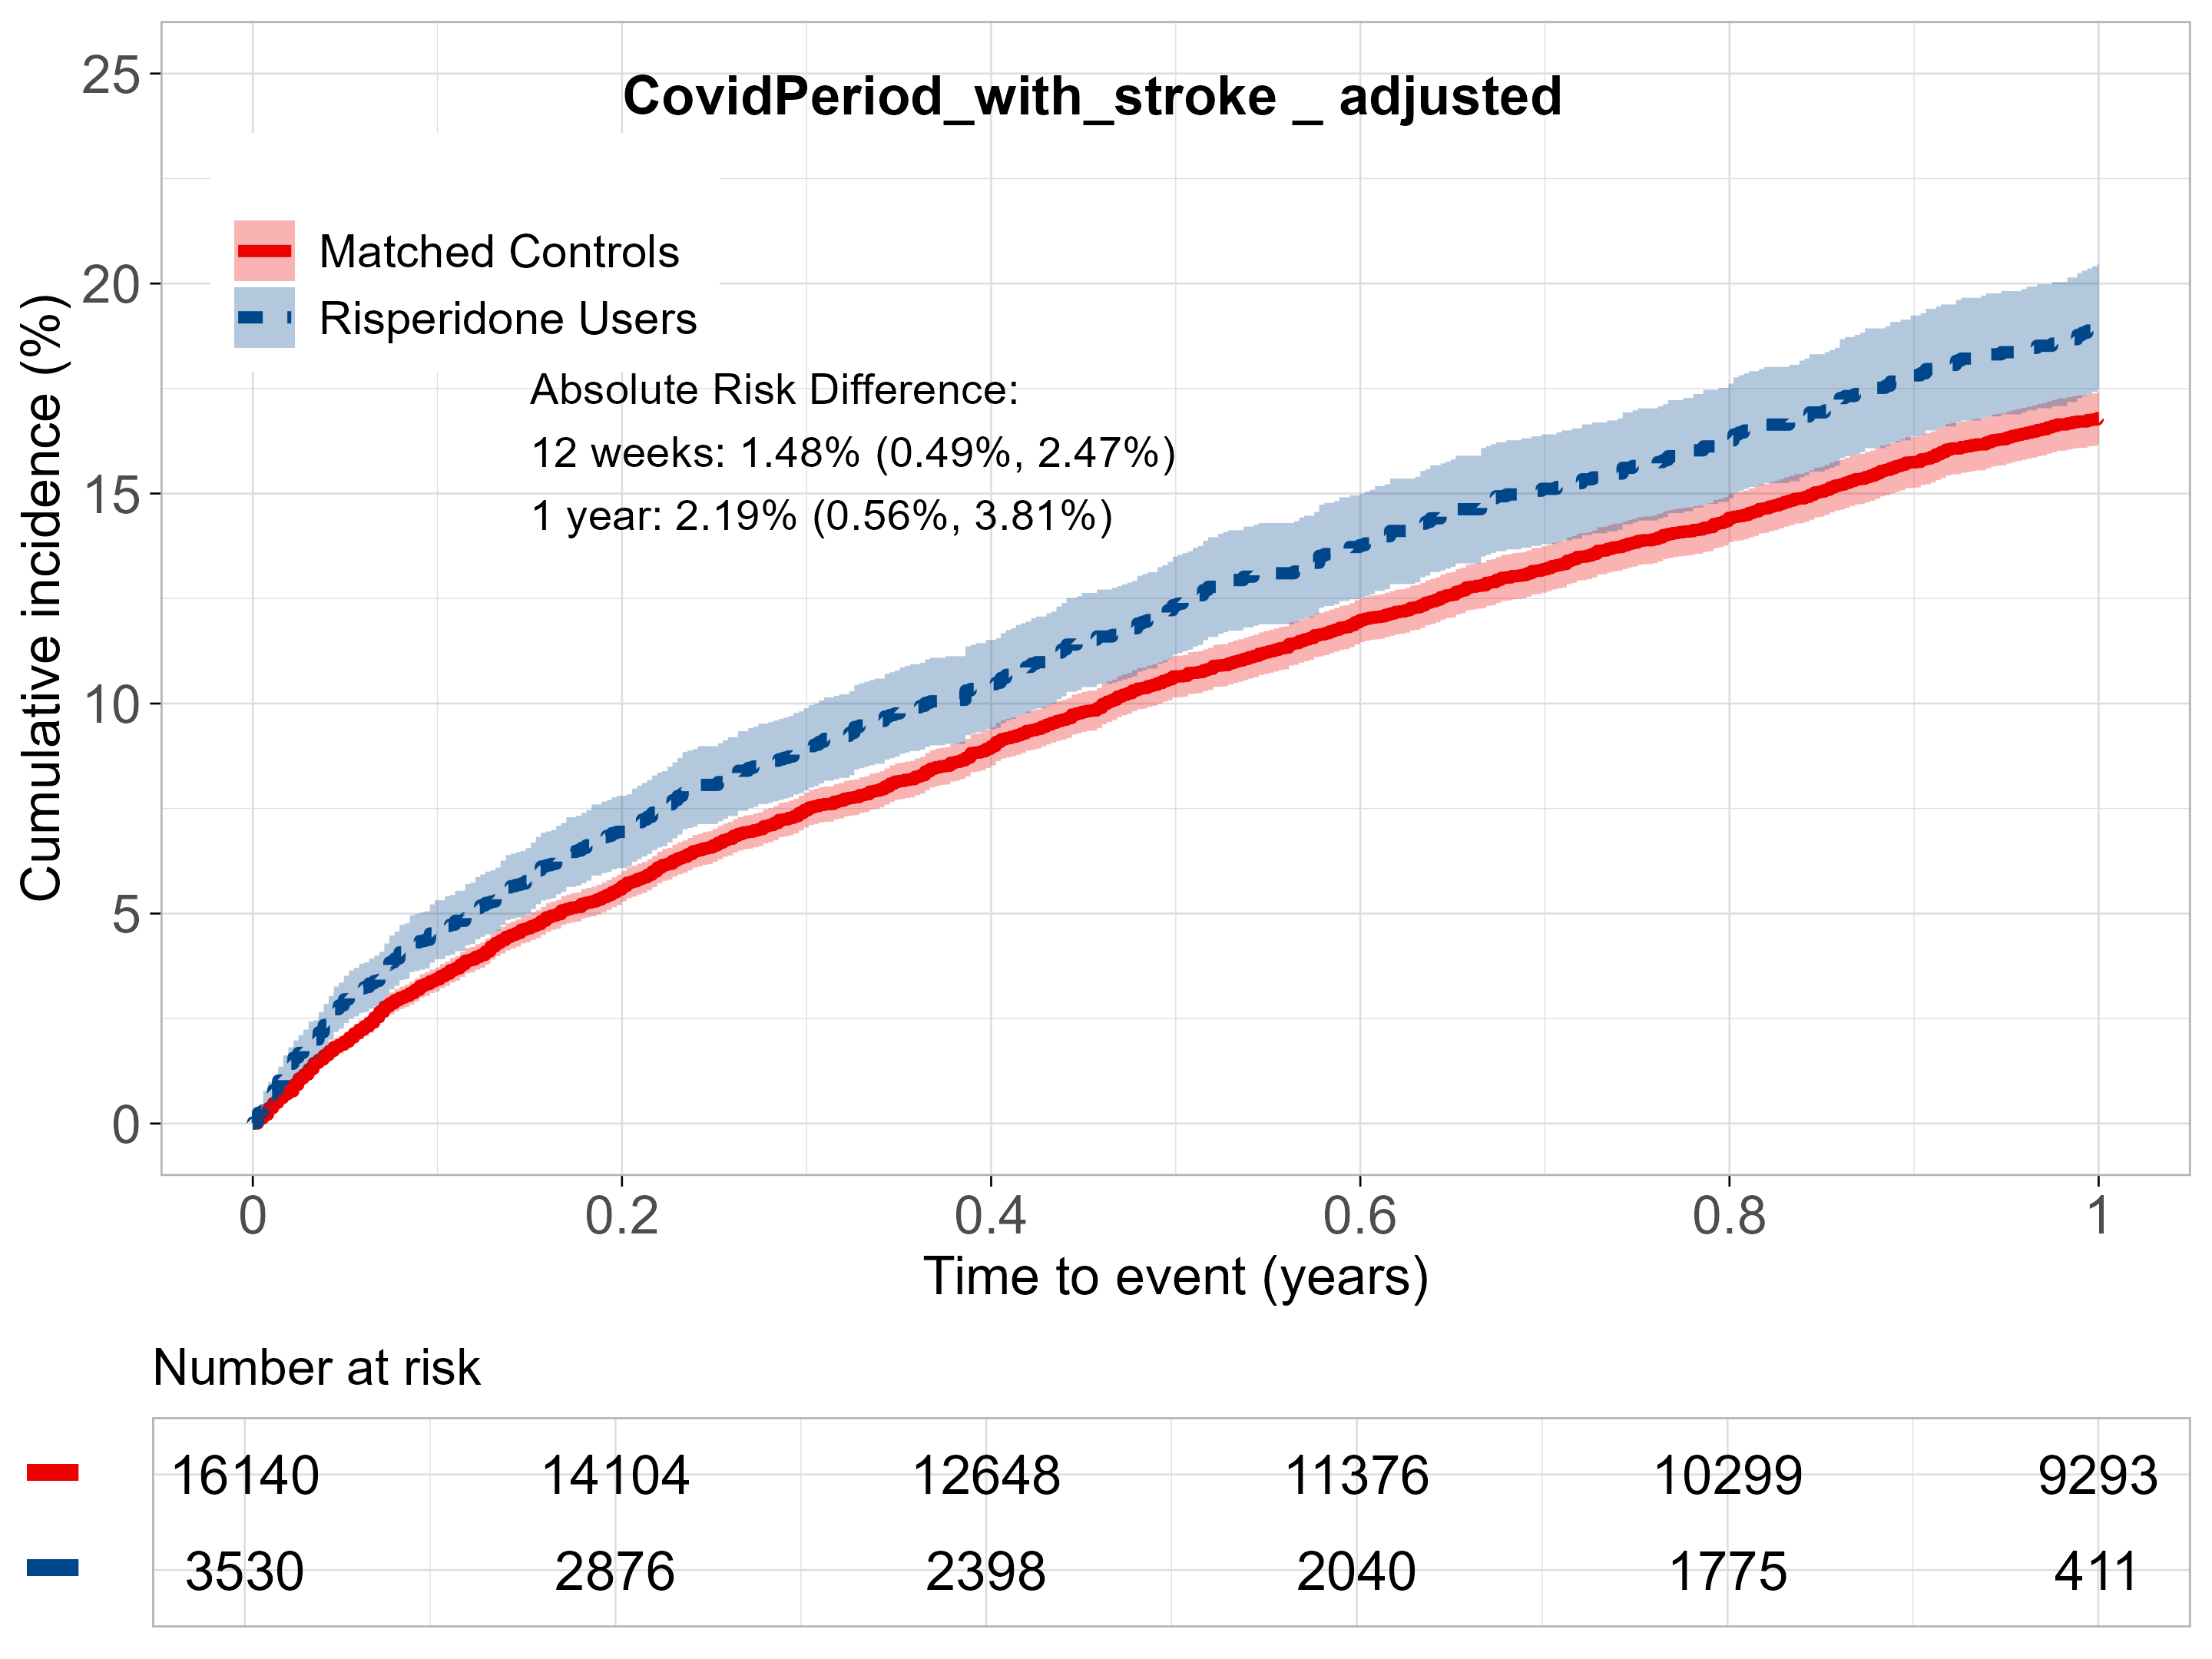 CovidPeriod_with_stroke _ adjusted
Cumulative incidence (%)
25
20
15
10
5
0
Matched Controls
Risperidone Users
Absolute Risk Difference:
12 weeks: 1.48% (0.49%, 2.47%)
1 year: 2.19% (0.56%, 3.81%)
0 0.2 0.4 0.6 0.8 1
Time to event (years)
Number at risk
16140 14104 12648 11376 10299 9293
3530 2876 2398 2040 1775 411